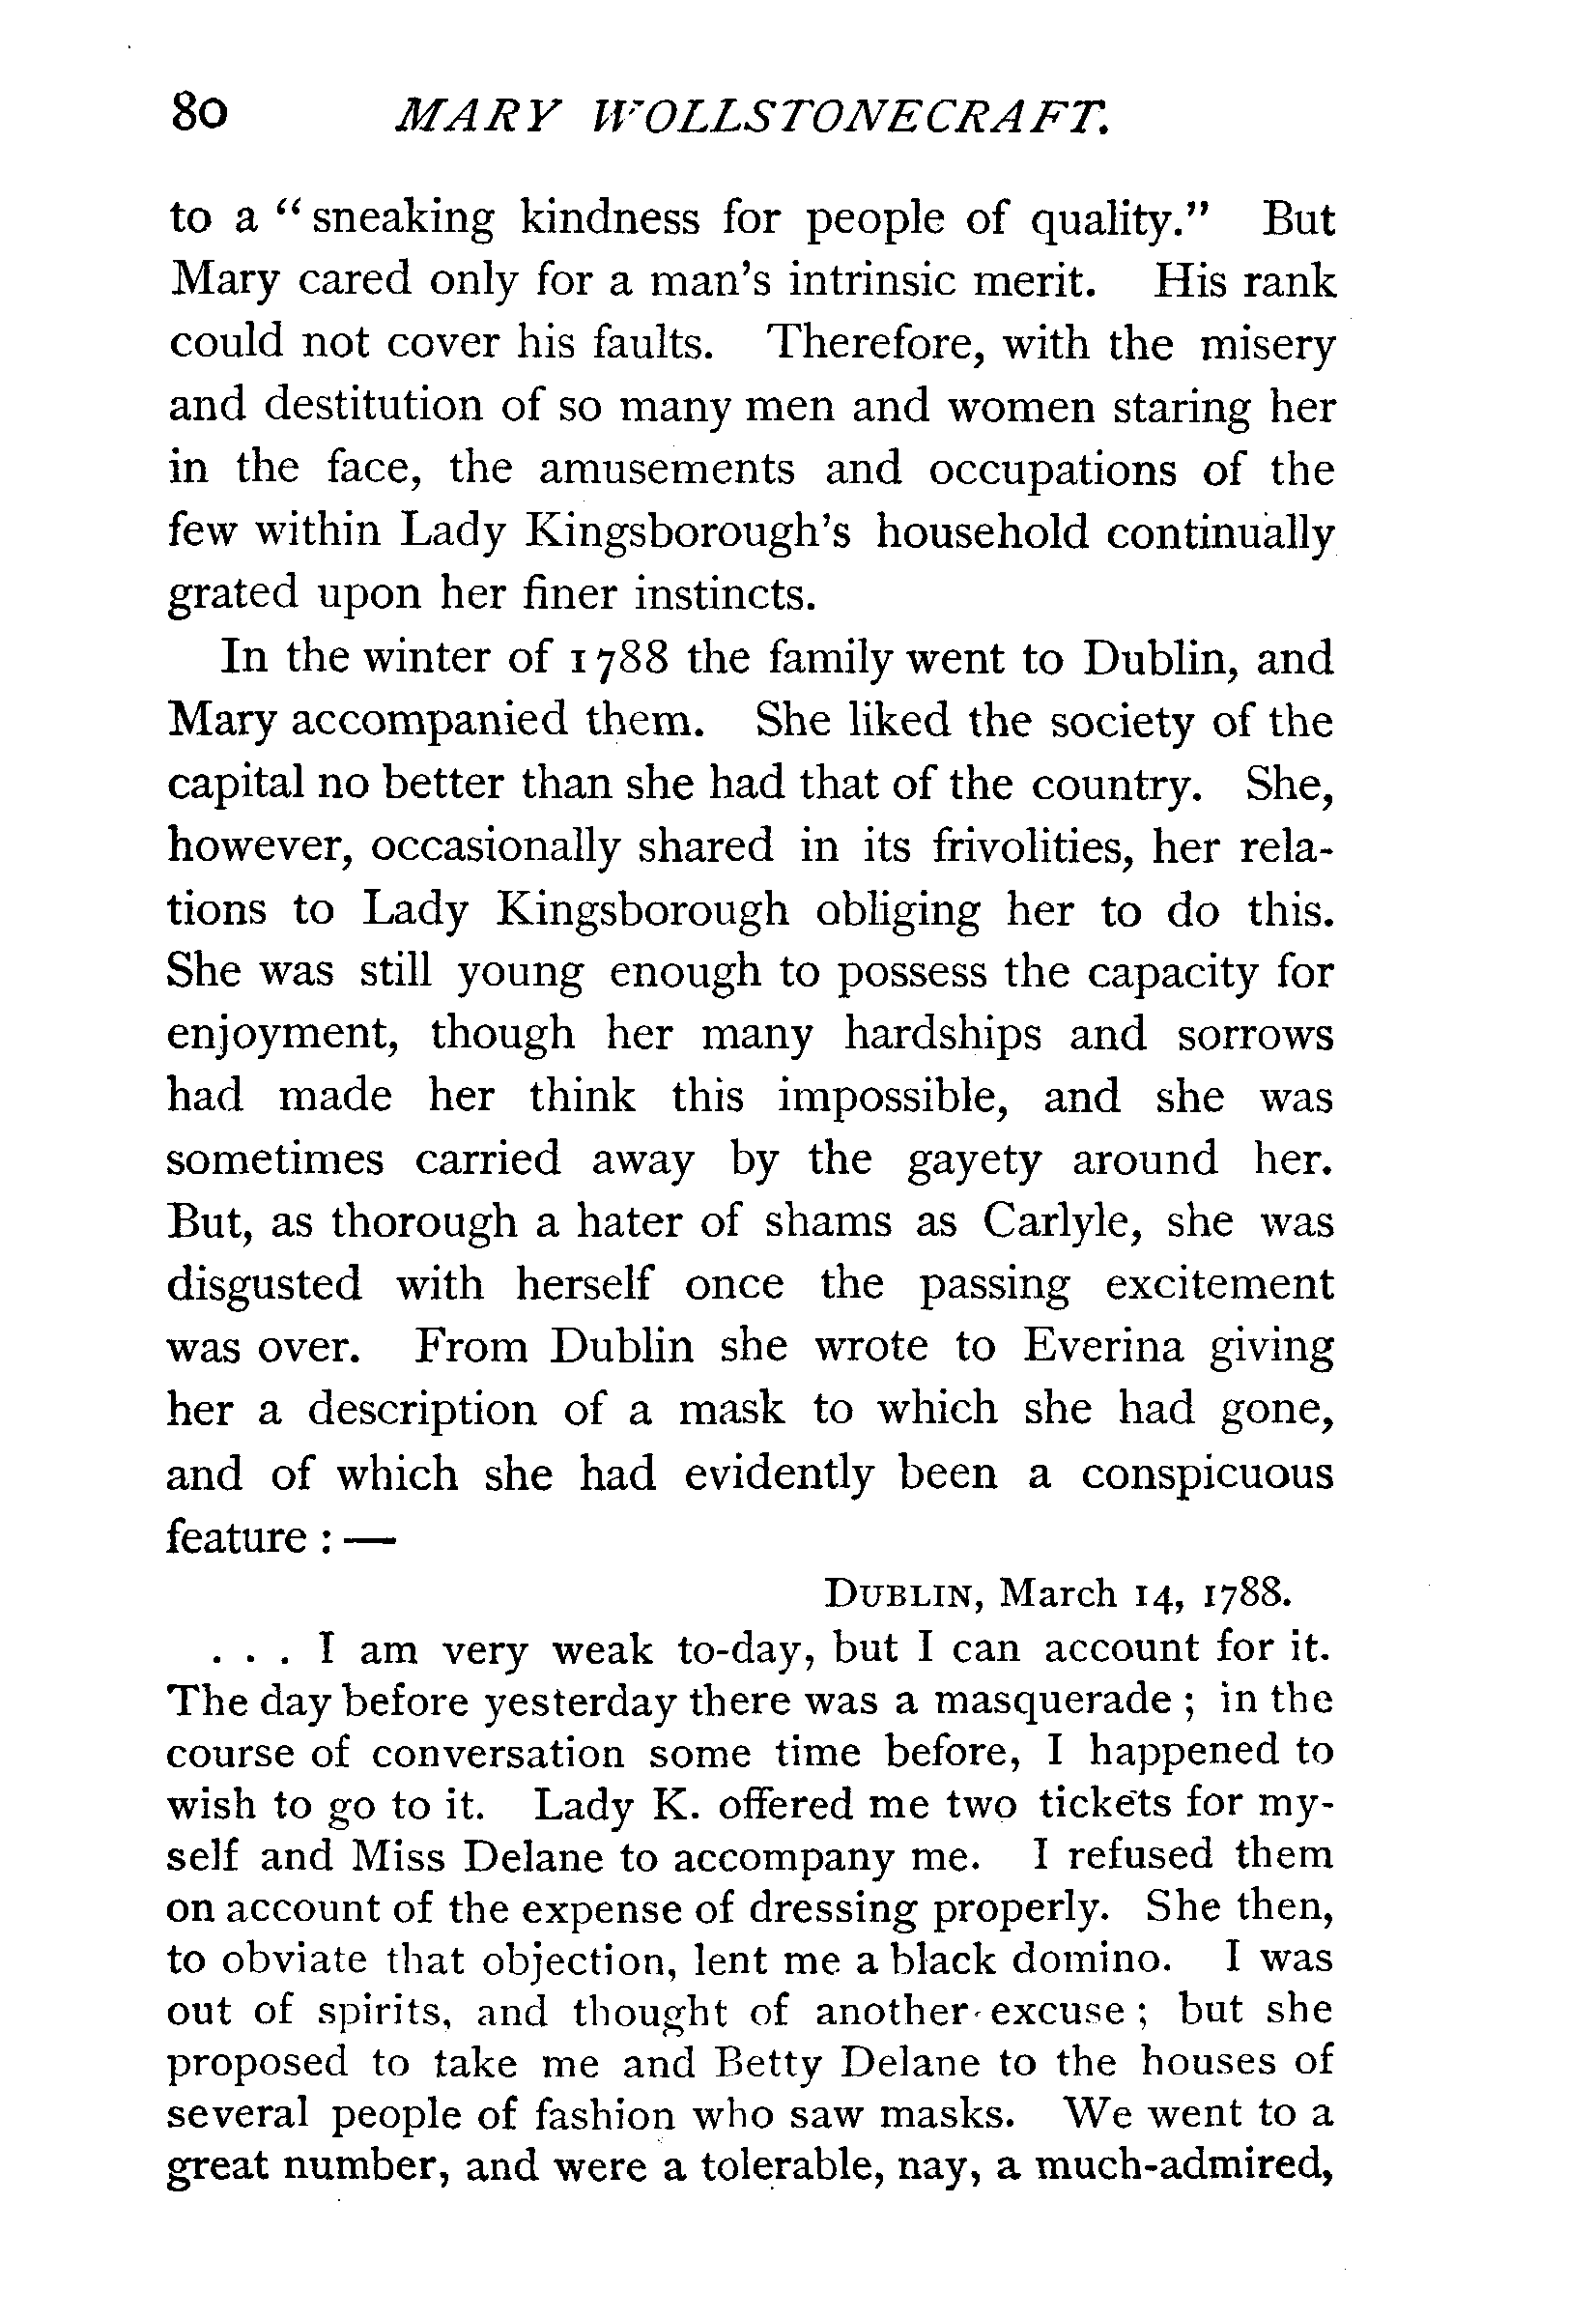 80 MARY WOLLSTONECRAFT.
to a “sneaking kindness for people of quality.” But
Mary cared only for a man's intrinsic merit. His rank
could not cover his faults. Therefore, with the misery
and destitution of so many men and women staring her
in the face, the amusements and occupations of the
few within Lady Kingsborough's household continually
grated upon her finer instincts.
In the winter of 1788 the family went to Dublin, and
Mary accompanied them. She liked the society of the
capital no better than she had that of the country. She,
however, occasionally shared in its frivolities, her rela-
tions to Lady Kingsborough obliging her to do this.
She was still young enough to possess the capacity for
enjoyment, though her many hardships and sorrows
had made her think this impossible, and she was
sometimes carried away by the gayety around her.
But, as thorough a hater of shams as Carlyle, she was
disgusted with herself once the passing excitement
was over. From Dublin she wrote to Everina giving
her a description of a mask to which she had gone,
and of which she had evidently been a conspicuous
feature : —
DUBLIN, March 14, 1788.
. . . I am very weak to-day, but I can account for it.
The day before yesterday there was a masquerade ; in the
course of conversation some time before, I happened to
wish to go to it. Lady K. offered me two tickets for my-
self and Miss Delane to accompany me. I refused them
on account of the expense of dressing properly. She then,
to obviate that objection, lent me a black domino. I was
out of spirits, and thought of another excuse ; but she
proposed to take me and Betty Delane to the houses of
several people of fashion who saw masks. We went to a
great number, and were a tolerable, nay, a much-admired,